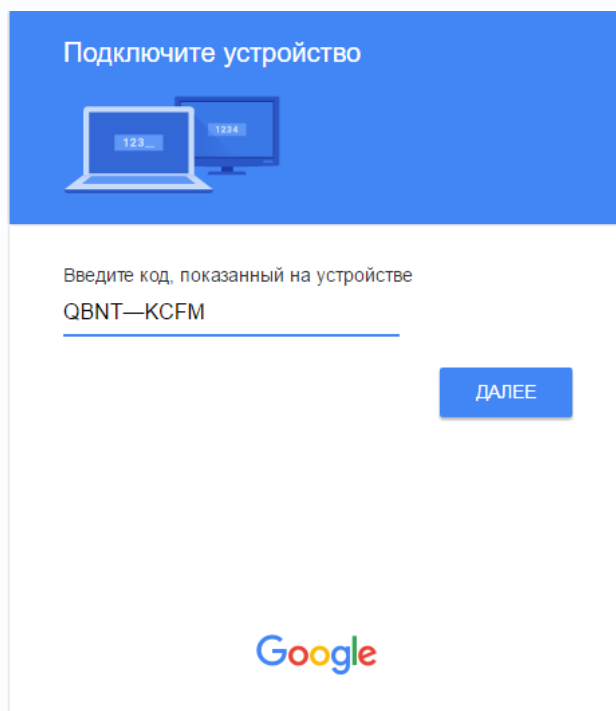 Подключите устройство
123_
1234
Введите код, показанный на устройстве
QBNT—KCFM
ДАЛЕЕ
Google